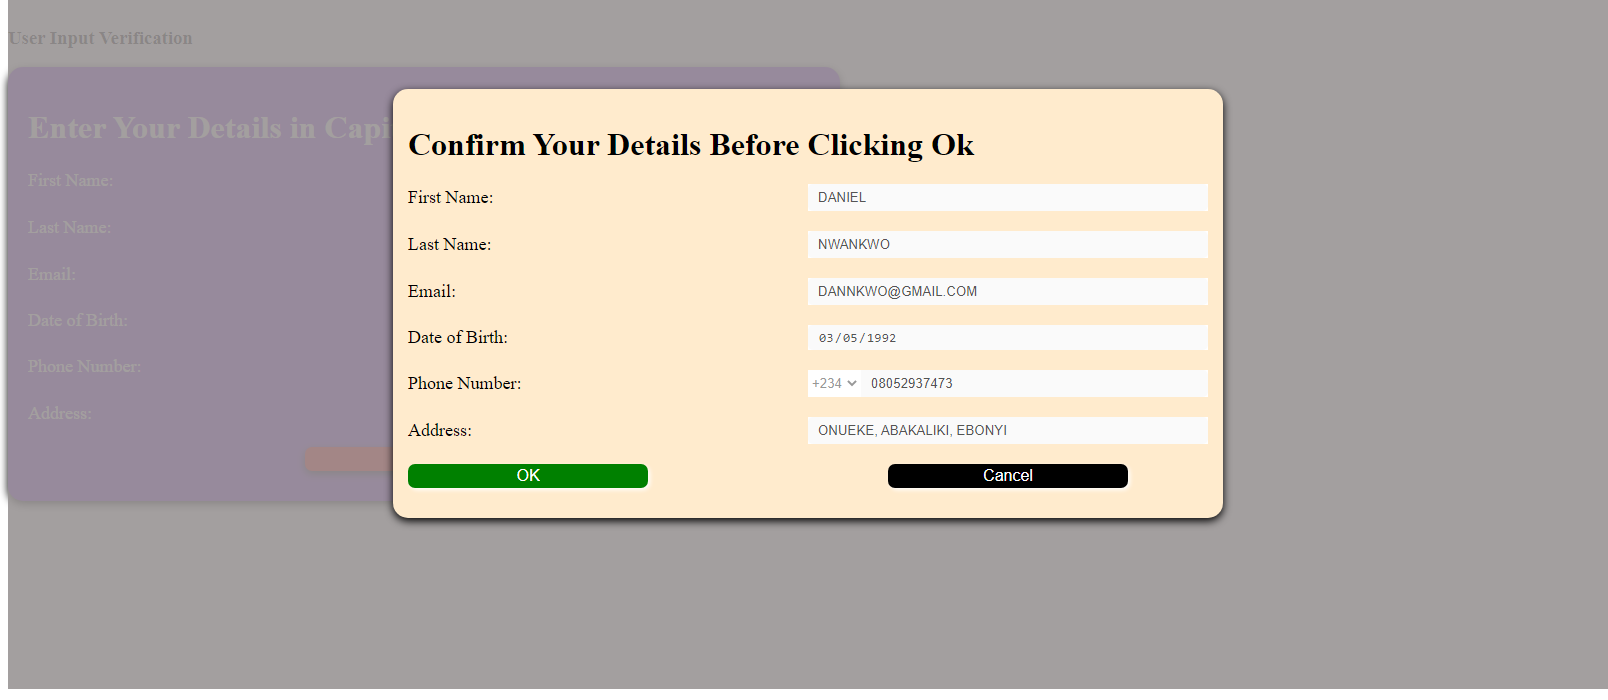 User Input Verification
Enter Your Details in Capi
First Name:
Last Name:
Email:
Date of Birth:
Phone Number:
Address:
Confirm Your Details Before Clicking Ok
First Name: DANIEL
Last Name: NWANKWO
Email: DANNKWO@GMAIL.COM
Date of Birth: 03/05/1992
Phone Number: +234 08052937473
Address: ONUEKE, ABAKALIKI, EBONYI
OK Cancel